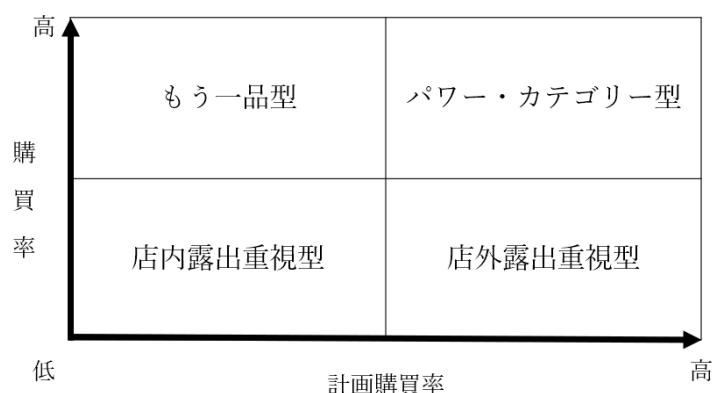 高
もう一品型
パワー・カテゴリー型
購買率
店内露出重視型
店外露出重視型
低
計画購買率
高